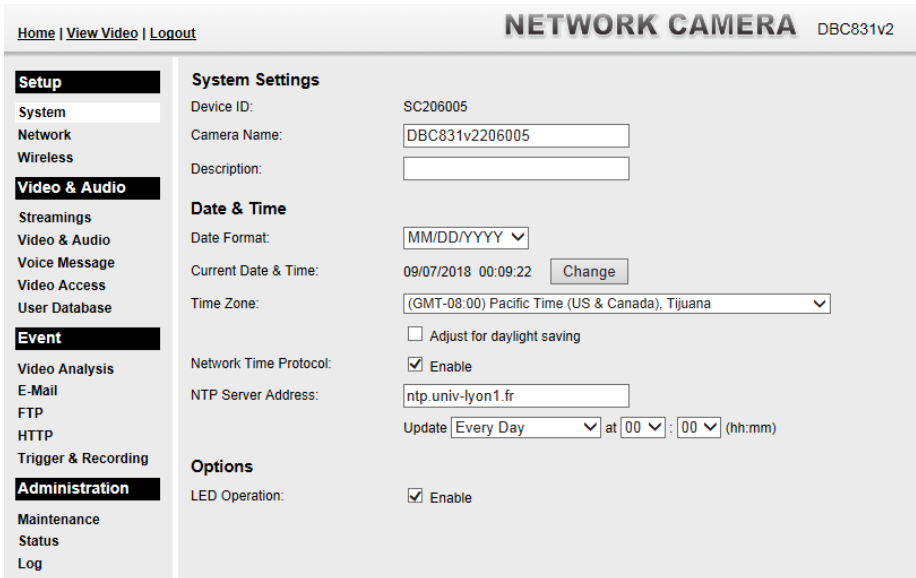 Home | View Video | Logout
NETWORK CAMERA DBC831v2
Setup
System
Network
Wireless
Video & Audio
Streamings
Video & Audio
Voice Message
Video Access
User Database
Event
Video Analysis
E-Mail
FTP
HTTP
Trigger & Recording
Administration
Maintenance
Status
Log
System Settings
Device ID: SC206005
Camera Name: DBC831v2206005
Description:
Date & Time
Date Format: MM/DD/YYYY
Current Date & Time: 09/07/2018 00:09:22 Change
Time Zone: (GMT-08:00) Pacific Time (US & Canada), Tijuana
Adjust for daylight saving
Network Time Protocol: Enable
NTP Server Address: ntp.univ-lyon1.fr
Update Every Day at 00 : 00 (hh:mm)
Options
LED Operation: Enable